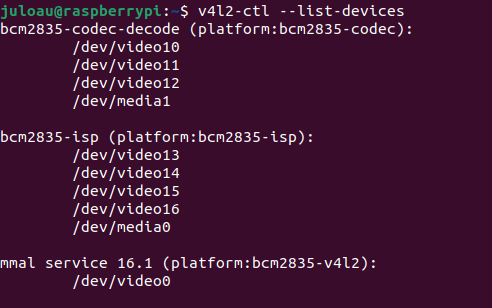 juloau@raspberrypi:~$ v4l2-ctl --list-devices
bcm2835-codec-decode (platform:bcm2835-codec):
        /dev/video10
        /dev/video11
        /dev/video12
        /dev/media1

bcm2835-isp (platform:bcm2835-isp):
        /dev/video13
        /dev/video14
        /dev/video15
        /dev/video16
        /dev/media0

mmal service 16.1 (platform:bcm2835-v4l2):
        /dev/video0